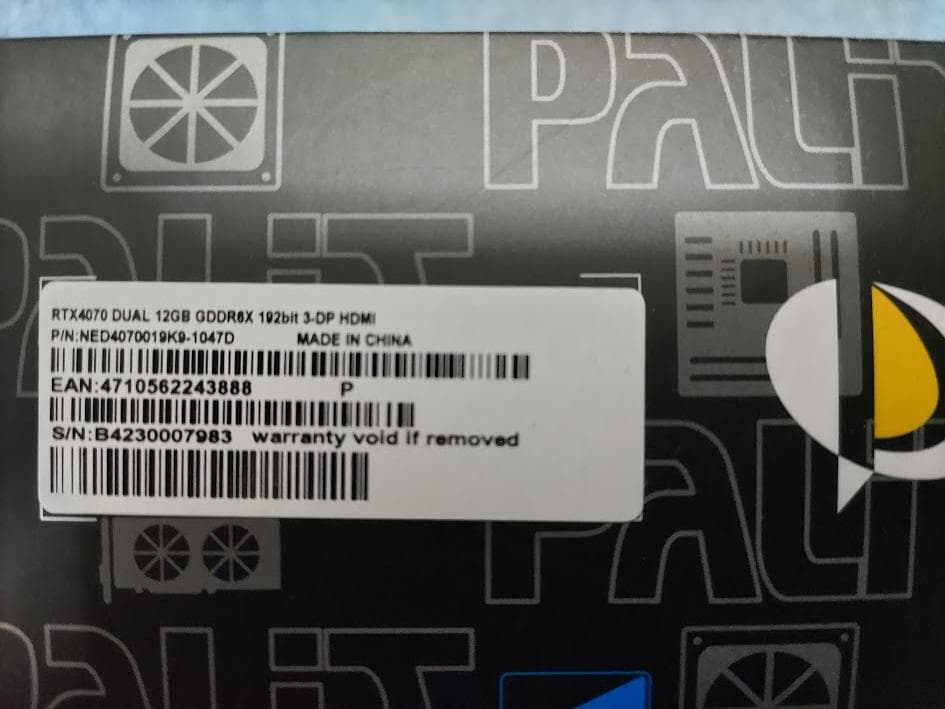 PALiT
PALiT
RTX4070 DUAL 12GB GDDR6X 192bit 3-DP HDMI
P/N:NED4070019K9-1047D MADE IN CHINA
EAN:4710562243888 P
S/N:B4230007983 warranty void if removed
PALiT
PALiT